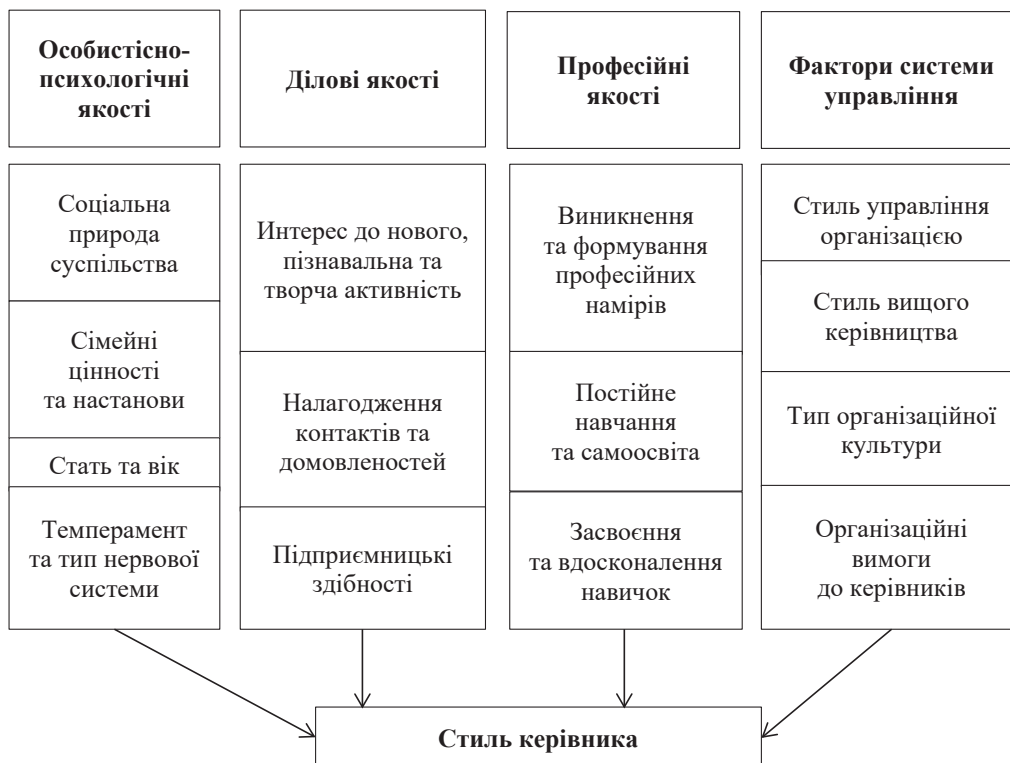 Особистісно-
психологічні
якості
Ділові якості
Професійні
якості
Фактори системи
управління
Соціальна
природа
суспільства
Сімейні
цінності
та настанови
Стать та вік
Темперамент
та тип нервової
системи
Интерес до нового,
пізнавальна та
творча активність
Налагодження
контактів та
домовленостей
Підприємницькі
здібності
Виникнення
та формування
професійних
намірів
Постійне
навчання
та самоосвіта
Засвоєння
та вдосконалення
навичок
Стиль управління
організацією
Стиль вищого
керівництва
Тип організаційної
культури
Організаційні
вимоги
до керівників
Стиль керівника